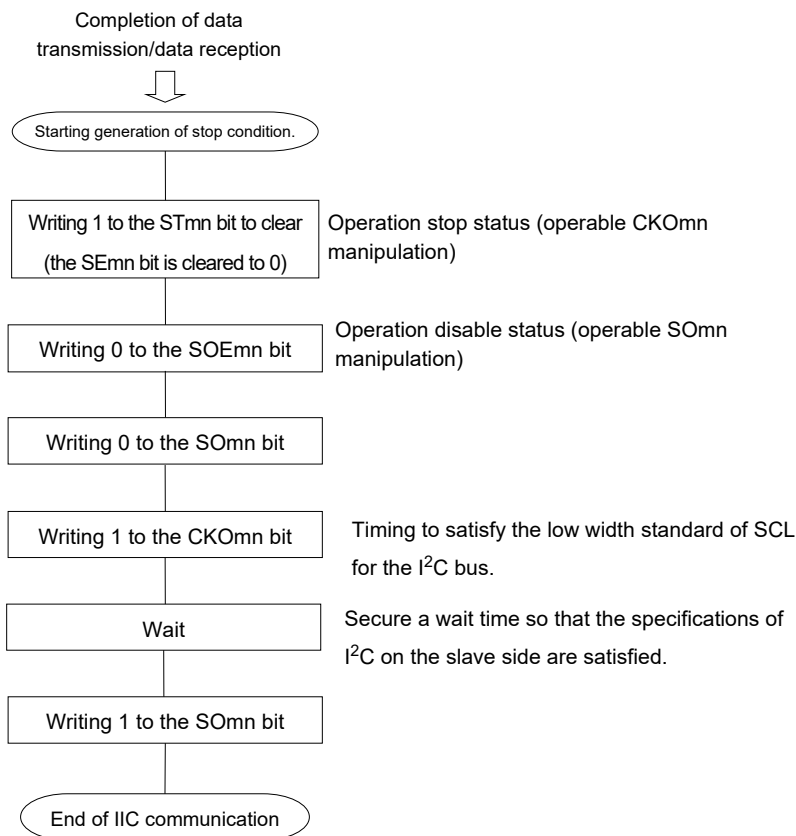 Completion of data
transmission/data reception
Starting generation of stop condition.
Writing 1 to the STmn bit to clear
(the SEmn bit is cleared to 0)
Operation stop status (operable CKOmn
manipulation)
Writing 0 to the SOEmn bit
Operation disable status (operable SOmn
manipulation)
Writing 0 to the SOmn bit
Writing 1 to the CKOmn bit
Timing to satisfy the low width standard of SCL
for the I²C bus.
Wait
Secure a wait time so that the specifications of
I²C on the slave side are satisfied.
Writing 1 to the SOmn bit
End of IIC communication